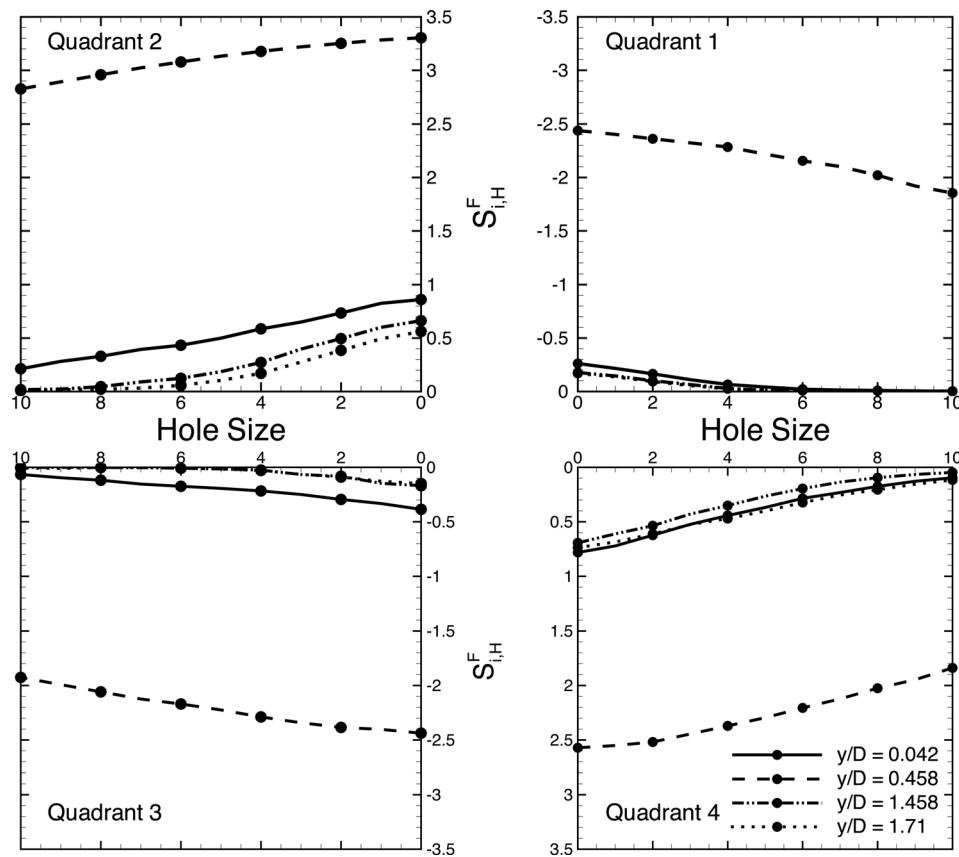 Quadrant 2
3.5
3
2.5
2
1.5
1
0.5
0
10 8 6 4 2 0
Hole Size
S^F_{i,H}
Quadrant 1
-3.5
-3
-2.5
-2
-1.5
-1
-0.5
0
0 2 4 6 8 10
Hole Size
10 8 6 4 2 0
0
-0.5
-1
-1.5
-2
-2.5
-3
-3.5
Quadrant 3
S^F_{i,H}
0 2 4 6 8 10
0
0.5
1
1.5
2
2.5
3
3.5
Quadrant 4
y/D = 0.042
y/D = 0.458
y/D = 1.458
y/D = 1.71